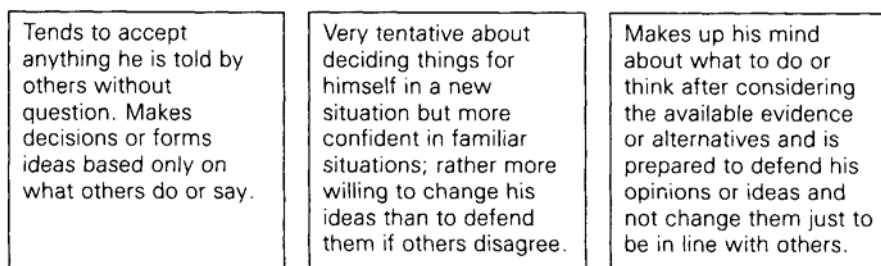 Tends to accept
anything he is told by
others without
question. Makes
decisions or forms
ideas based only on
what others do or say.
Very tentative about
deciding things for
himself in a new
situation but more
confident in familiar
situations; rather more
willing to change his
ideas than to defend
them if others disagree.
Makes up his mind
about what to do or
think after considering
the available evidence
or alternatives and is
prepared to defend his
opinions or ideas and
not change them just to
be in line with others.